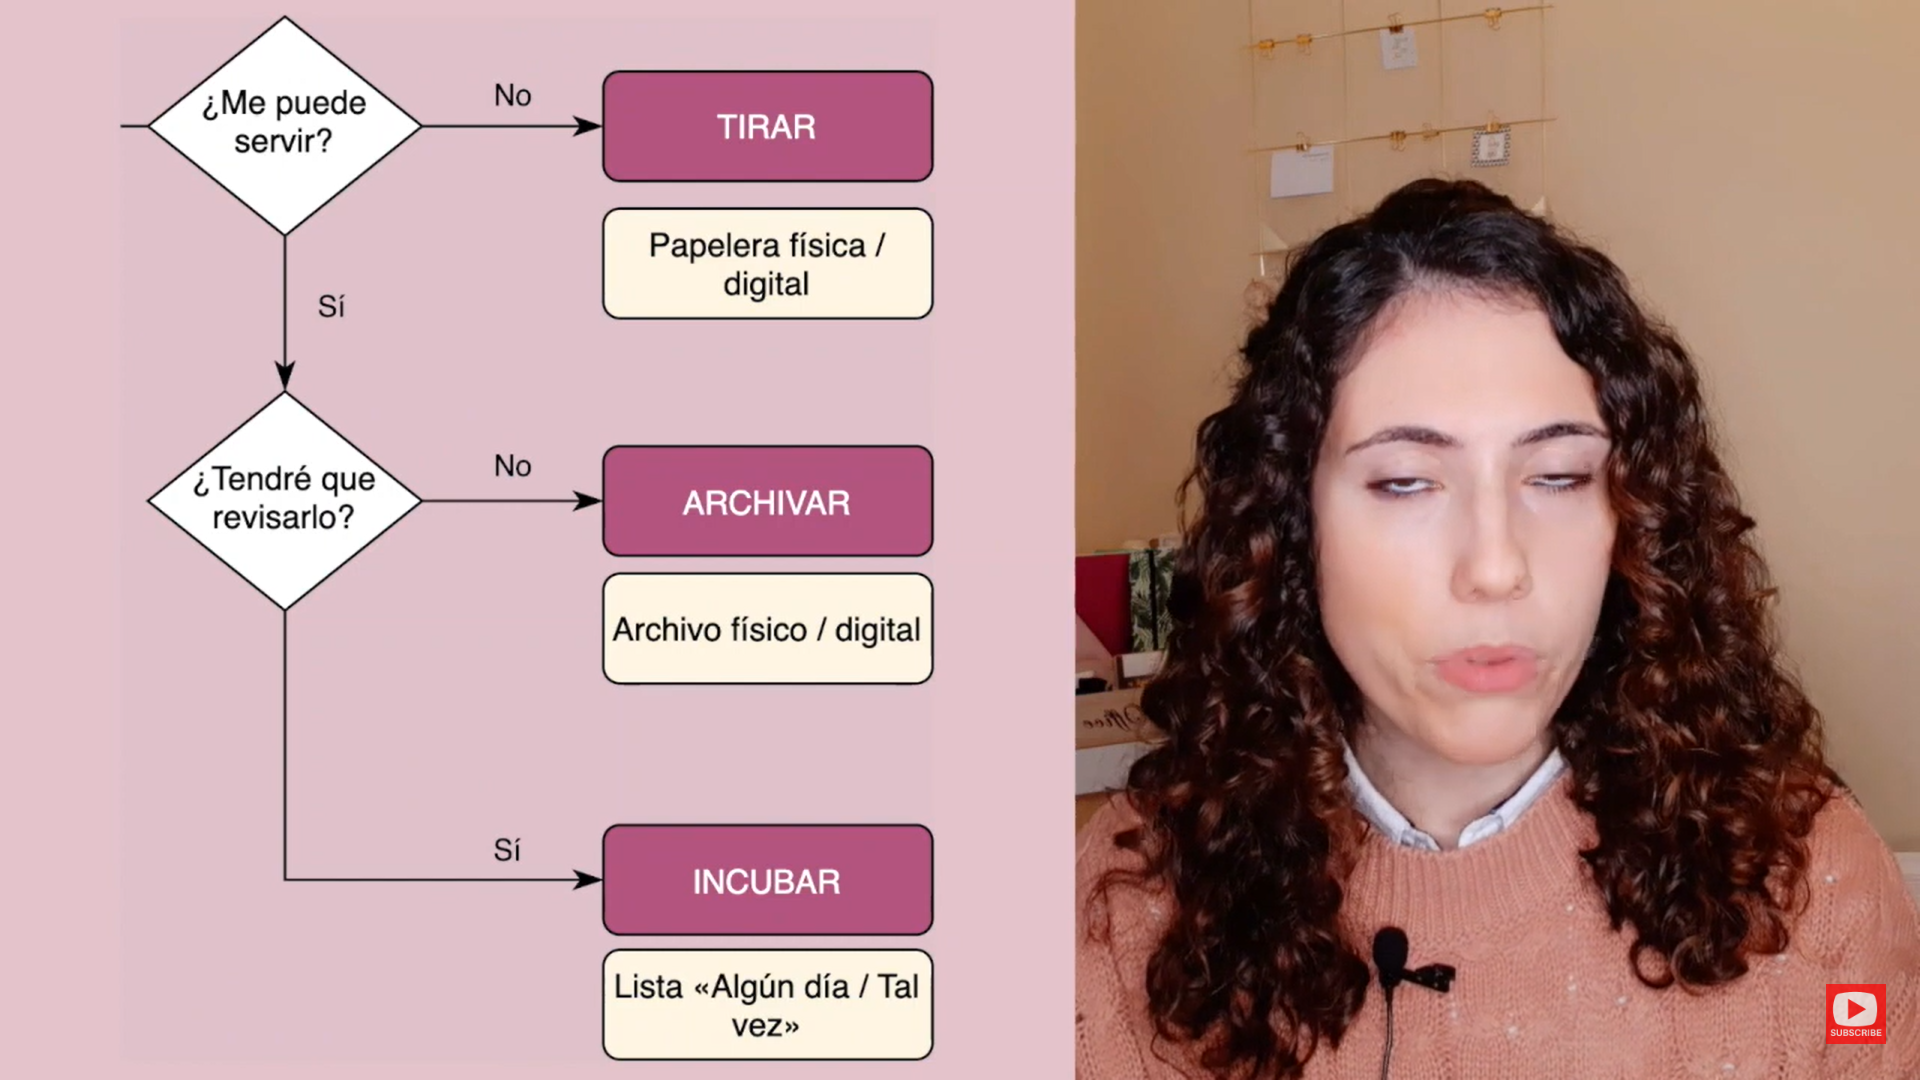 ¿Me puede
servir?
No
TIRAR
Papelera física /
digital
Sí
¿Tendré que
revisarlo?
No
ARCHIVAR
Archivo físico / digital
Sí
INCUBAR
Lista «Algún día / Tal
vez»
Office
SUBSCRIBE